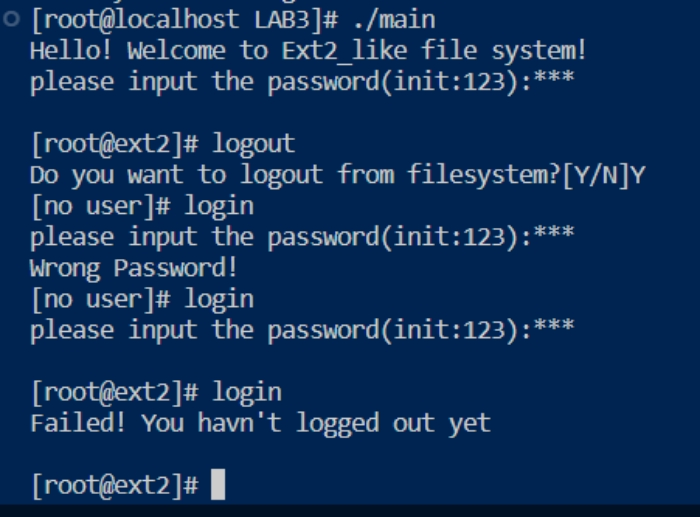 [root@localhost LAB3]# ./main
Hello! Welcome to Ext2_like file system!
please input the password(init:123):***
[root@ext2]# logout
Do you want to logout from filesystem?[Y/N]Y
[no user]# login
please input the password(init:123):***
Wrong Password!
[no user]# login
please input the password(init:123):***
[root@ext2]# login
Failed! You havn't logged out yet
[root@ext2]#